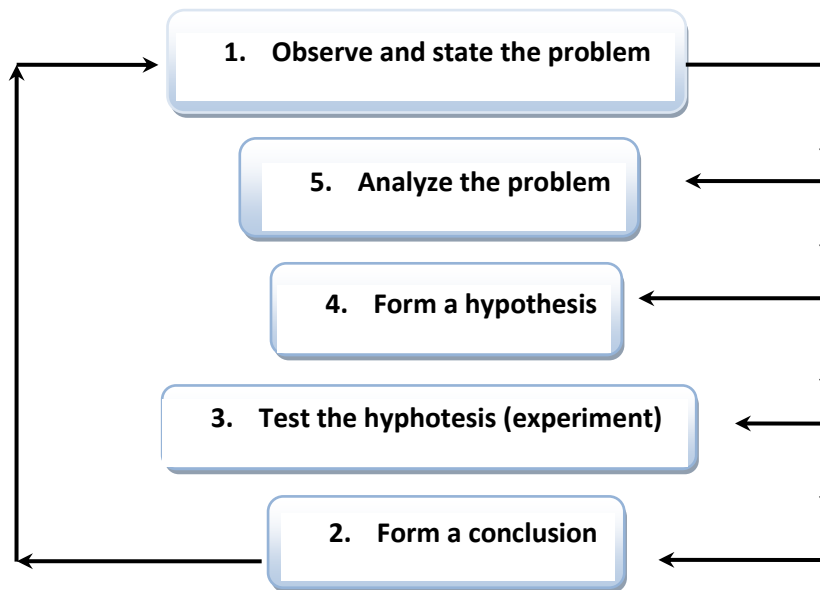 1. Observe and state the problem
5. Analyze the problem
4. Form a hypothesis
3. Test the hyphotesis (experiment)
2. Form a conclusion